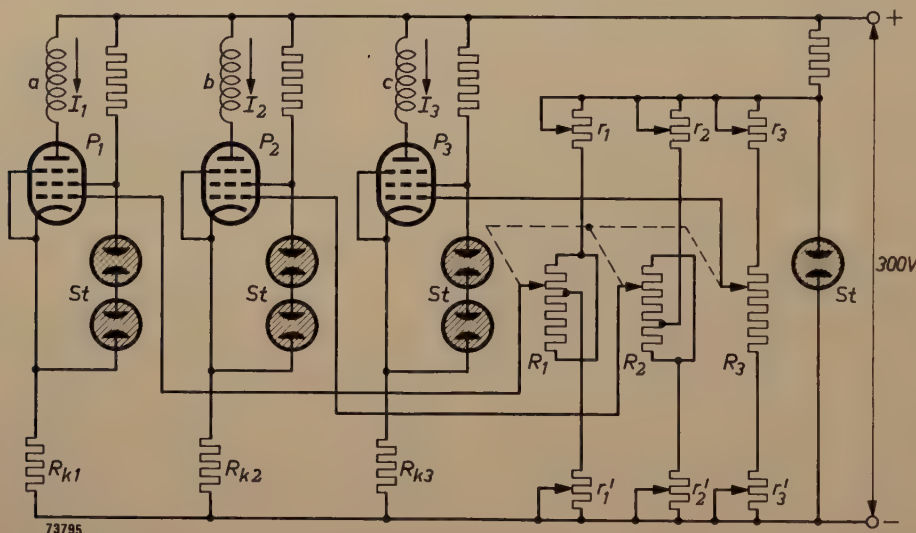 +
a
I₁
b
I₂
c
I₃
P₁
P₂
P₃
r₁
r₂
r₃
St
St
St
St
300V
R₁
R₂
R₃
Rk1
Rk2
Rk3
r₁'
r₂'
r₃'
−
73795